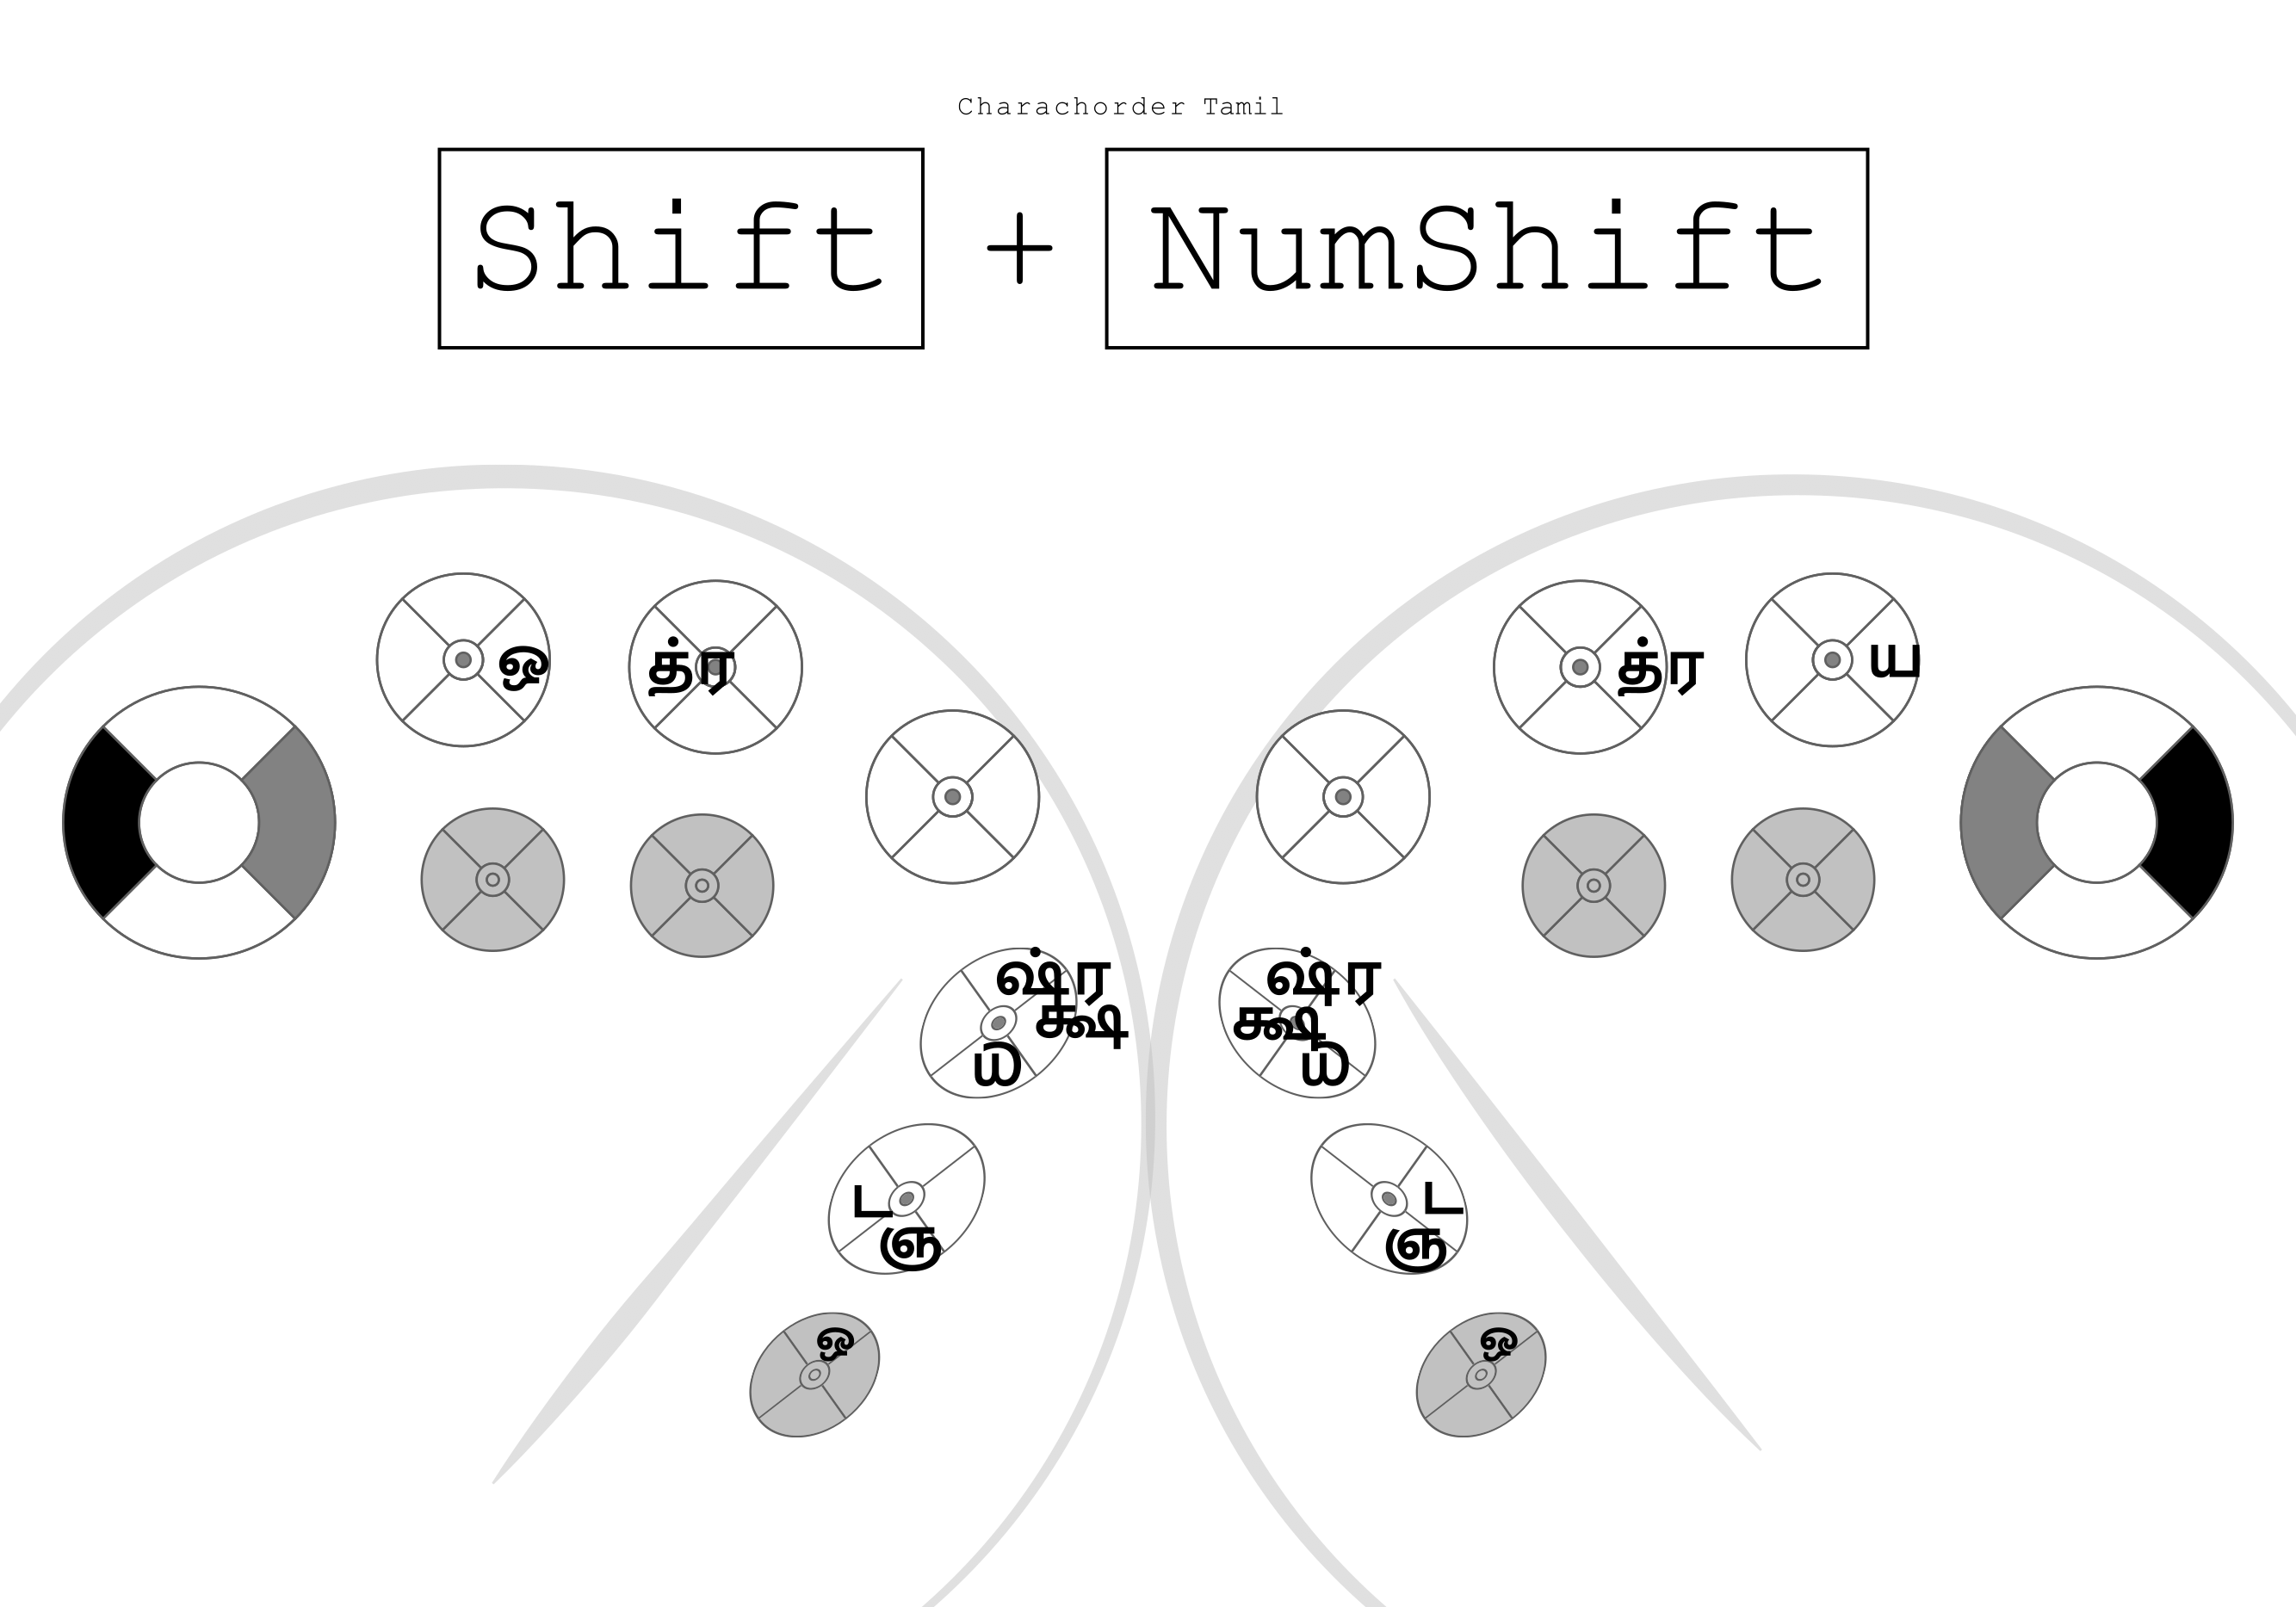 Charachorder Tamil
Shift + NumShift
ஒ த்ர த்ர ய
ஷ்ர ஷ்ர
க்ஷ க்ஷ
ட ட
ஞ ஞ
ஒ ஒ